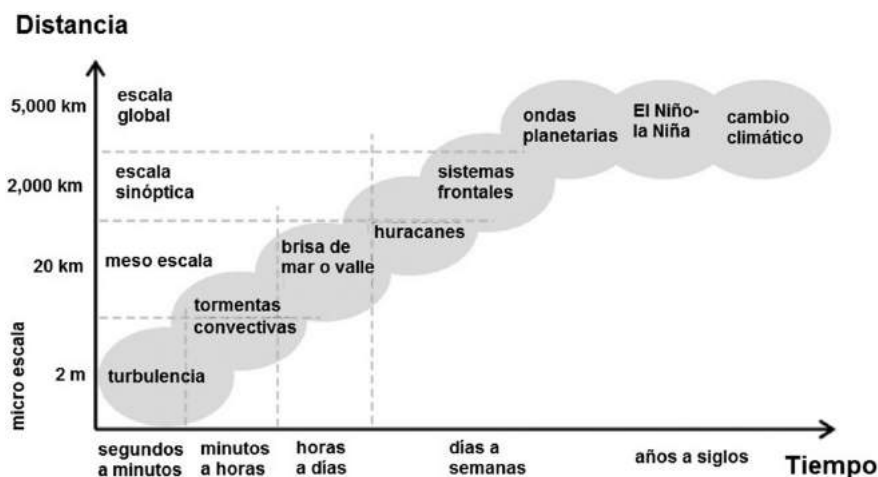 Distancia
5,000 km
escala
global
ondas
planetarias
El Niño-
la Niña
cambio
climático
2,000 km
escala
sinóptica
sistemas
frontales
huracanes
20 km
meso escala
brisa de
mar o valle
tormentas
convectivas
micro escala
2 m
turbulencia
segundos
a minutos
minutos
a horas
horas
a días
días a
semanas
años a siglos
Tiempo